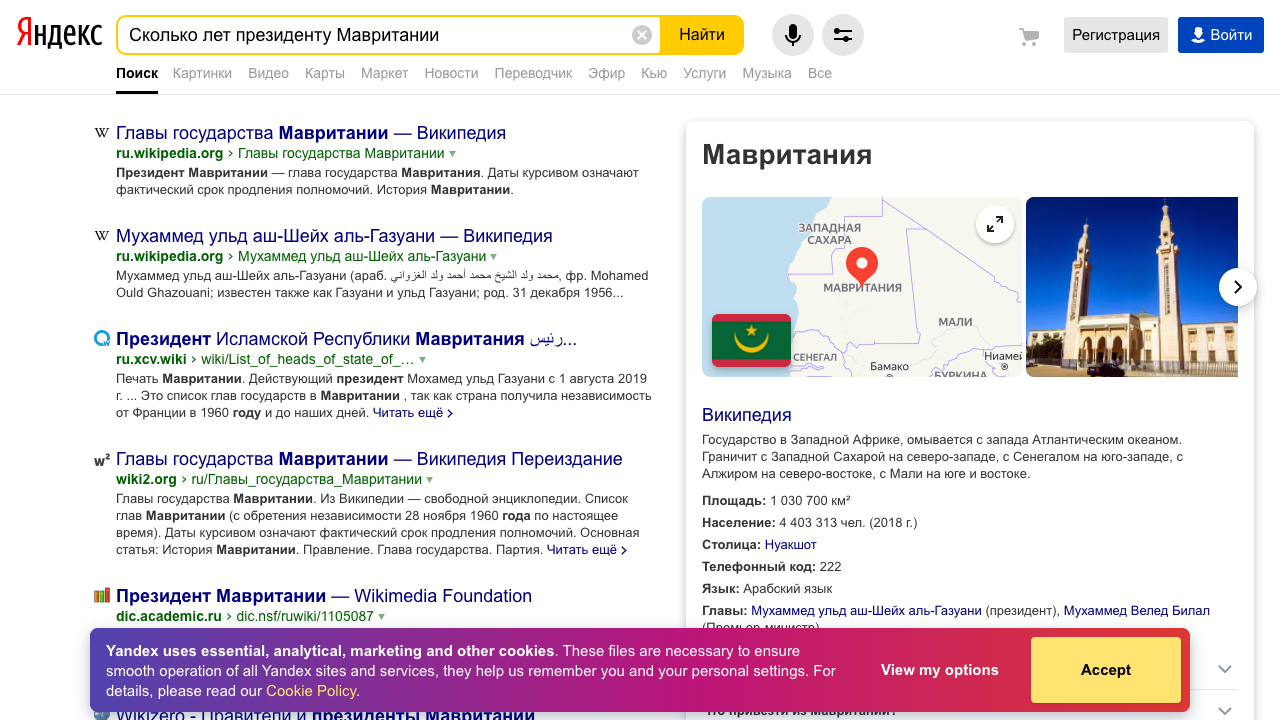 Яндекс
Сколько лет президенту Мавритании
Найти
Регистрация
Войти
Поиск Картинки Видео Карты Маркет Новости Переводчик Эфир Кью Услуги Музыка Все
Главы государства Мавритании — Википедия
ru.wikipedia.org › Главы государства Мавритании
Президент Мавритании — глава государства Мавритания. Даты курсивом означают
фактический срок продления полномочий. История Мавритании.
Мухаммед ульд аш-Шейх аль-Газуани — Википедия
ru.wikipedia.org › Мухаммед ульд аш-Шейх аль-Газуани
Мухаммед ульд аш-Шейх аль-Газуани (араб. محمد ولد الشيخ محمد أحمد ولد الغزواني, фр. Mohamed
Ould Ghazouani; известен также как Газуани и ульд Газуани; род. 31 декабря 1956...
Президент Исламской Республики Мавритания رئيس...
ru.xcv.wiki › wiki/List_of_heads_of_state_of_...
Печать Мавритании. Действующий президент Мохамед ульд Газуани с 1 августа 2019
г. ... Это список глав государств в Мавритании , так как страна получила независимость
от Франции в 1960 году и до наших дней. Читать ещё ›
w²
Главы государства Мавритании — Википедия Переиздание
wiki2.org › ru/Главы_государства_Мавритании
Главы государства Мавритании. Из Википедии — свободной энциклопедии. Список
глав Мавритании (с обретения независимости 28 ноября 1960 года по настоящее
время). Даты курсивом означают фактический срок продления полномочий. Основная
статья: История Мавритании. Правление. Глава государства. Партия. Читать ещё ›
Президент Мавритании — Wikimedia Foundation
dic.academic.ru › dic.nsf/ruwiki/1105087
Wikizero - Правители и президенты Мавритании
Мавритания
ЗАПАДНАЯ
САХАРА
МАВРИТАНИЯ
МАЛИ
СЕНЕГАЛ
Бамако
Ниамей
БУРКИНА
Википедия
Государство в Западной Африке, омывается с запада Атлантическим океаном.
Граничит с Западной Сахарой на северо-западе, с Сенегалом на юго-западе, с
Алжиром на северо-востоке, с Мали на юге и востоке.
Площадь: 1 030 700 км²
Население: 4 403 313 чел. (2018 г.)
Столица: Нуакшот
Телефонный код: 222
Язык: Арабский язык
Главы: Мухаммед ульд аш-Шейх аль-Газуани (президент), Мухаммед Велед Билал
(Премьер-министр)
Что привезти из Мавритании?
Yandex uses essential, analytical, marketing and other cookies. These files are necessary to ensure
smooth operation of all Yandex sites and services, they help us remember you and your personal settings. For
details, please read our Cookie Policy.
View my options
Accept